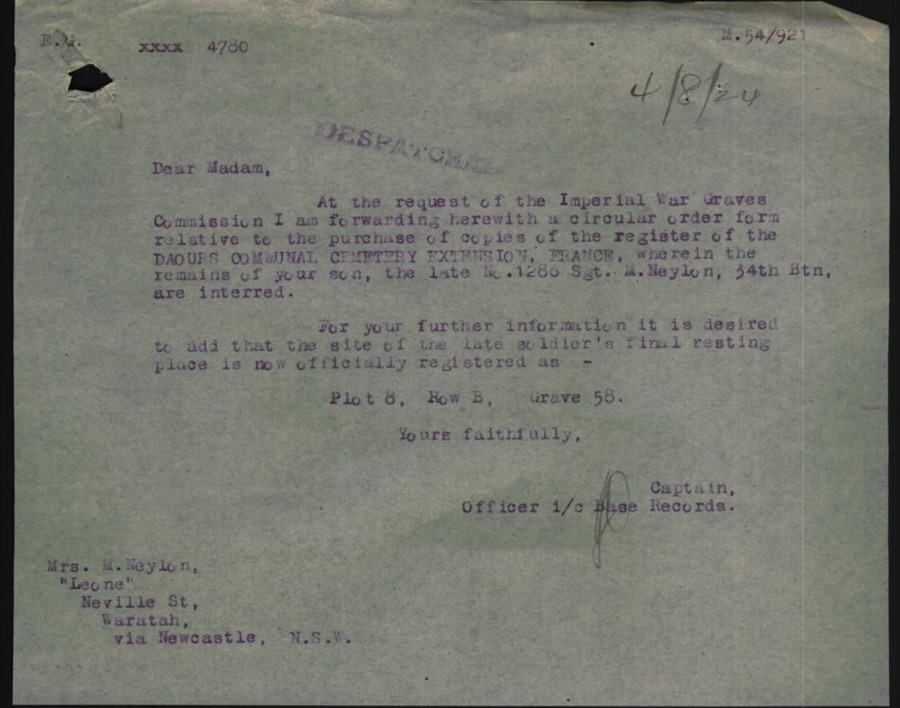 E.G. xxxx 4780 M.54/921
4/8/24
DESPATCHED
Dear Madam,
At the request of the Imperial War Graves
Commission I am forwarding herewith a circular order form
relative to the purchase of copies of the register of the
DAOURS COMMUNAL CEMETERY EXTENSION, FRANCE, wherein the
remains of your son, the late No.1286 Sgt. M.Neylon, 34th Btn,
are interred.
For your further information it is desired
to add that the site of the late soldier's final resting
place is now officially registered as -
Plot 8, Row B, Grave 58.
Yours faithfully,
Captain,
Officer i/c Base Records.
Mrs. M.Neylon,
"Leone"
Neville St,
Waratah,
via Newcastle, N.S.W.